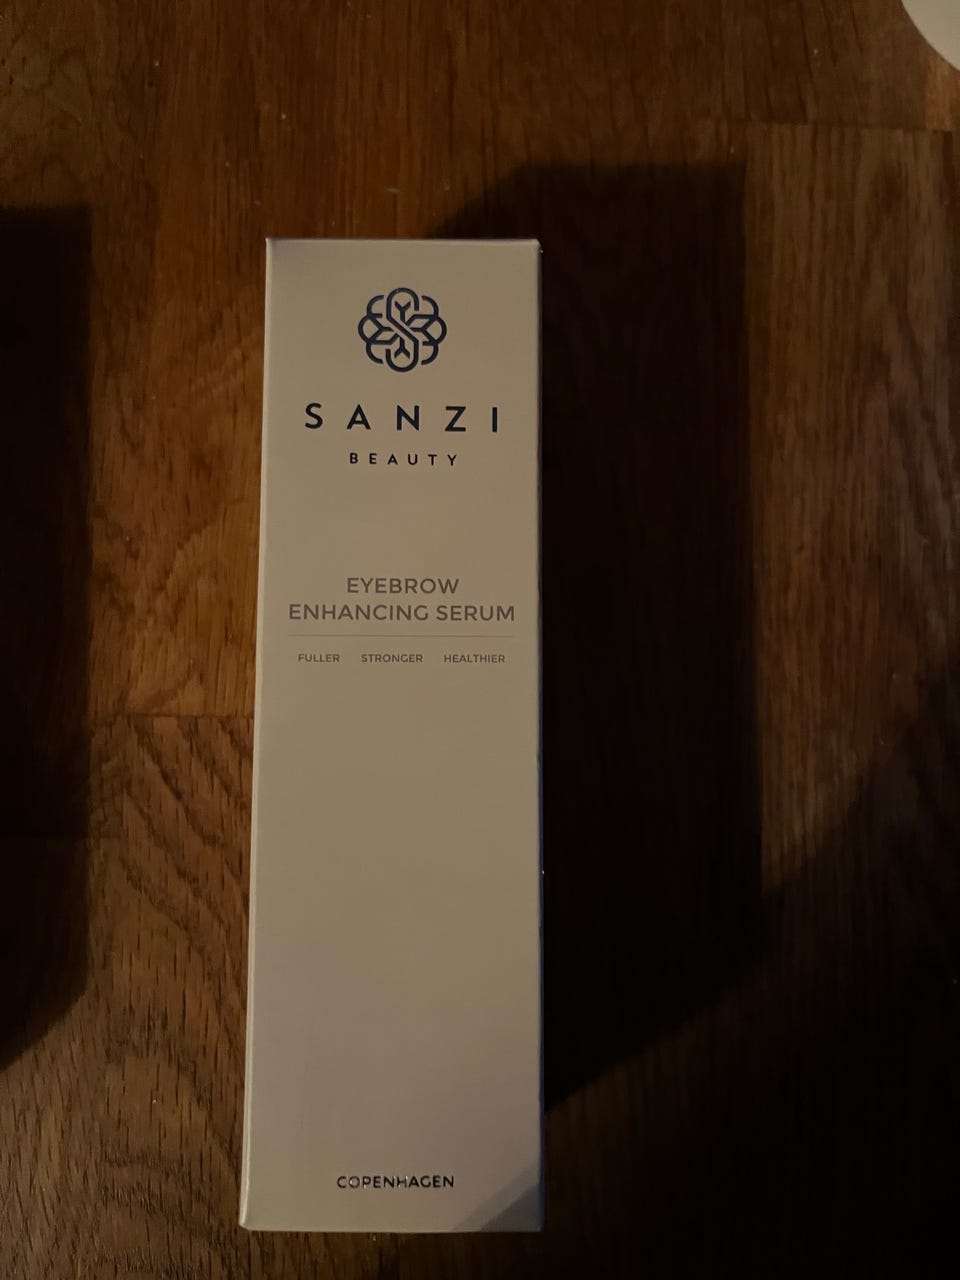 SANZI
BEAUTY
EYEBROW
ENHANCING SERUM
FULLER STRONGER HEALTHIER
COPENHAGEN